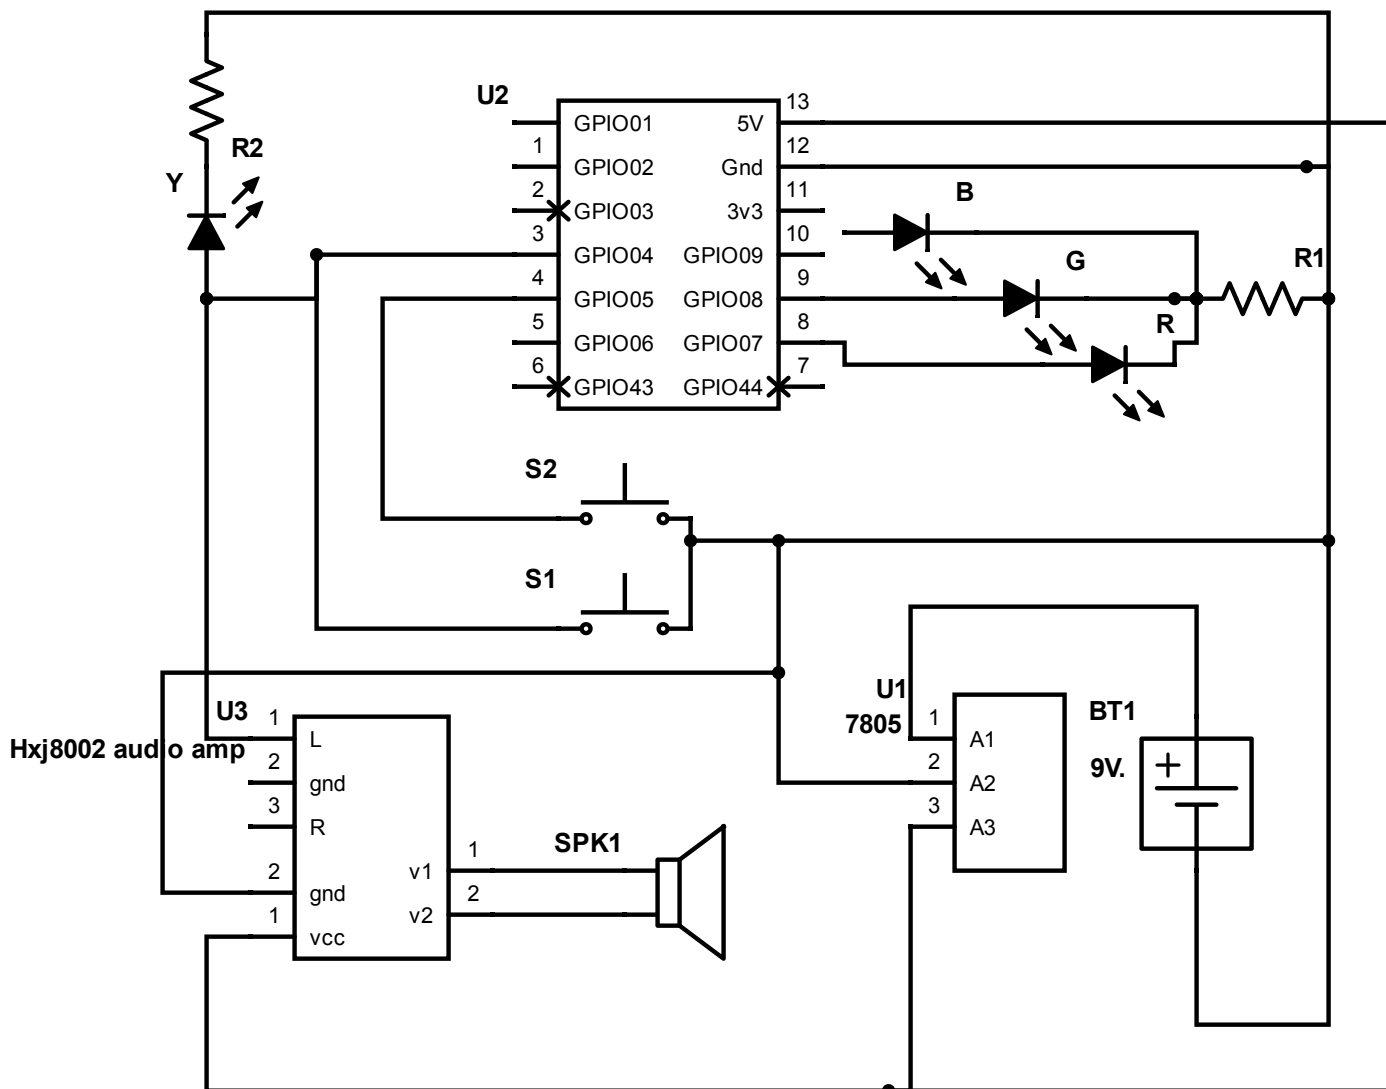 U2
13
GPIO01
5V
1
12
GPIO02
Gnd
2
11
GPIO03
3v3
3
10
GPIO04
GPIO09
4
9
GPIO05
GPIO08
5
8
GPIO06
GPIO07
6
7
GPIO43
GPIO44
R2
Y
B
G
R
R1
S2
S1
U3
Hxj8002 audio amp
1
L
2
gnd
3
R
2
gnd
1
vcc
1
v1
2
v2
SPK1
U1
7805
1
A1
2
A2
3
A3
BT1
9V.
+